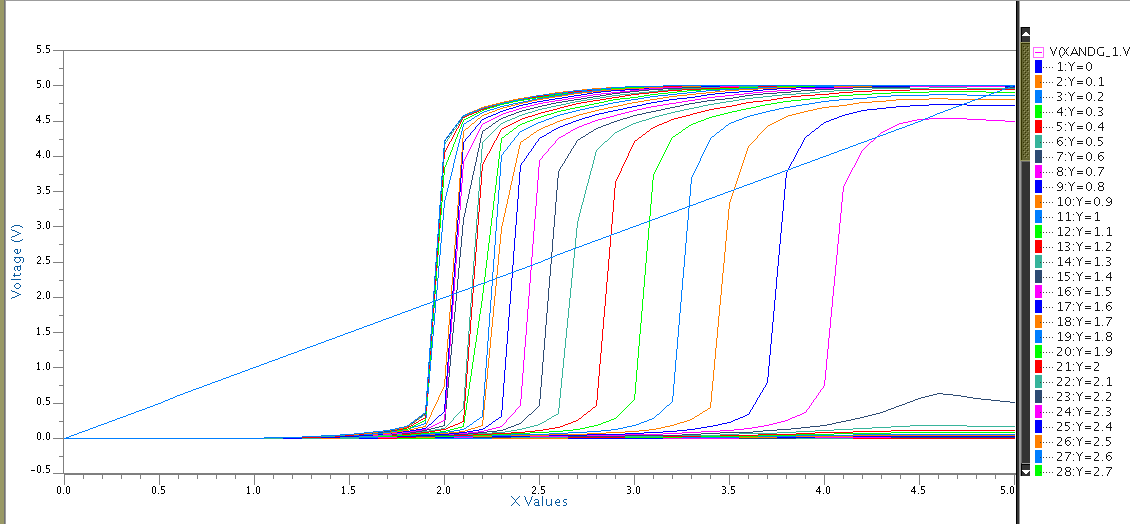 5.5
5.0
4.5
4.0
3.5
3.0
2.5
2.0
1.5
1.0
0.5
0.0
-0.5
Voltage (V)
0.0 0.5 1.0 1.5 2.0 2.5 3.0 3.5 4.0 4.5 5.0
X Values
V(XANDG_1.V
1:Y=0
2:Y=0.1
3:Y=0.2
4:Y=0.3
5:Y=0.4
6:Y=0.5
7:Y=0.6
8:Y=0.7
9:Y=0.8
10:Y=0.9
11:Y=1
12:Y=1.1
13:Y=1.2
14:Y=1.3
15:Y=1.4
16:Y=1.5
17:Y=1.6
18:Y=1.7
19:Y=1.8
20:Y=1.9
21:Y=2
22:Y=2.1
23:Y=2.2
24:Y=2.3
25:Y=2.4
26:Y=2.5
27:Y=2.6
28:Y=2.7